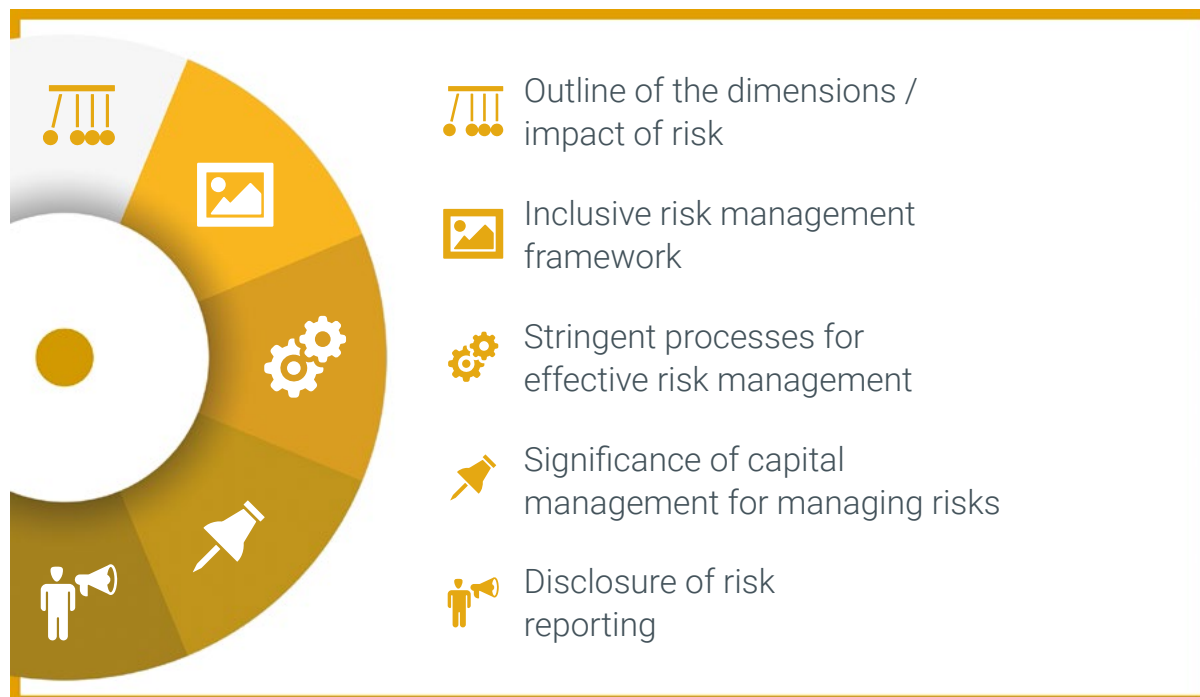 Outline of the dimensions /
impact of risk
Inclusive risk management
framework
Stringent processes for
effective risk management
Significance of capital
management for managing risks
Disclosure of risk
reporting